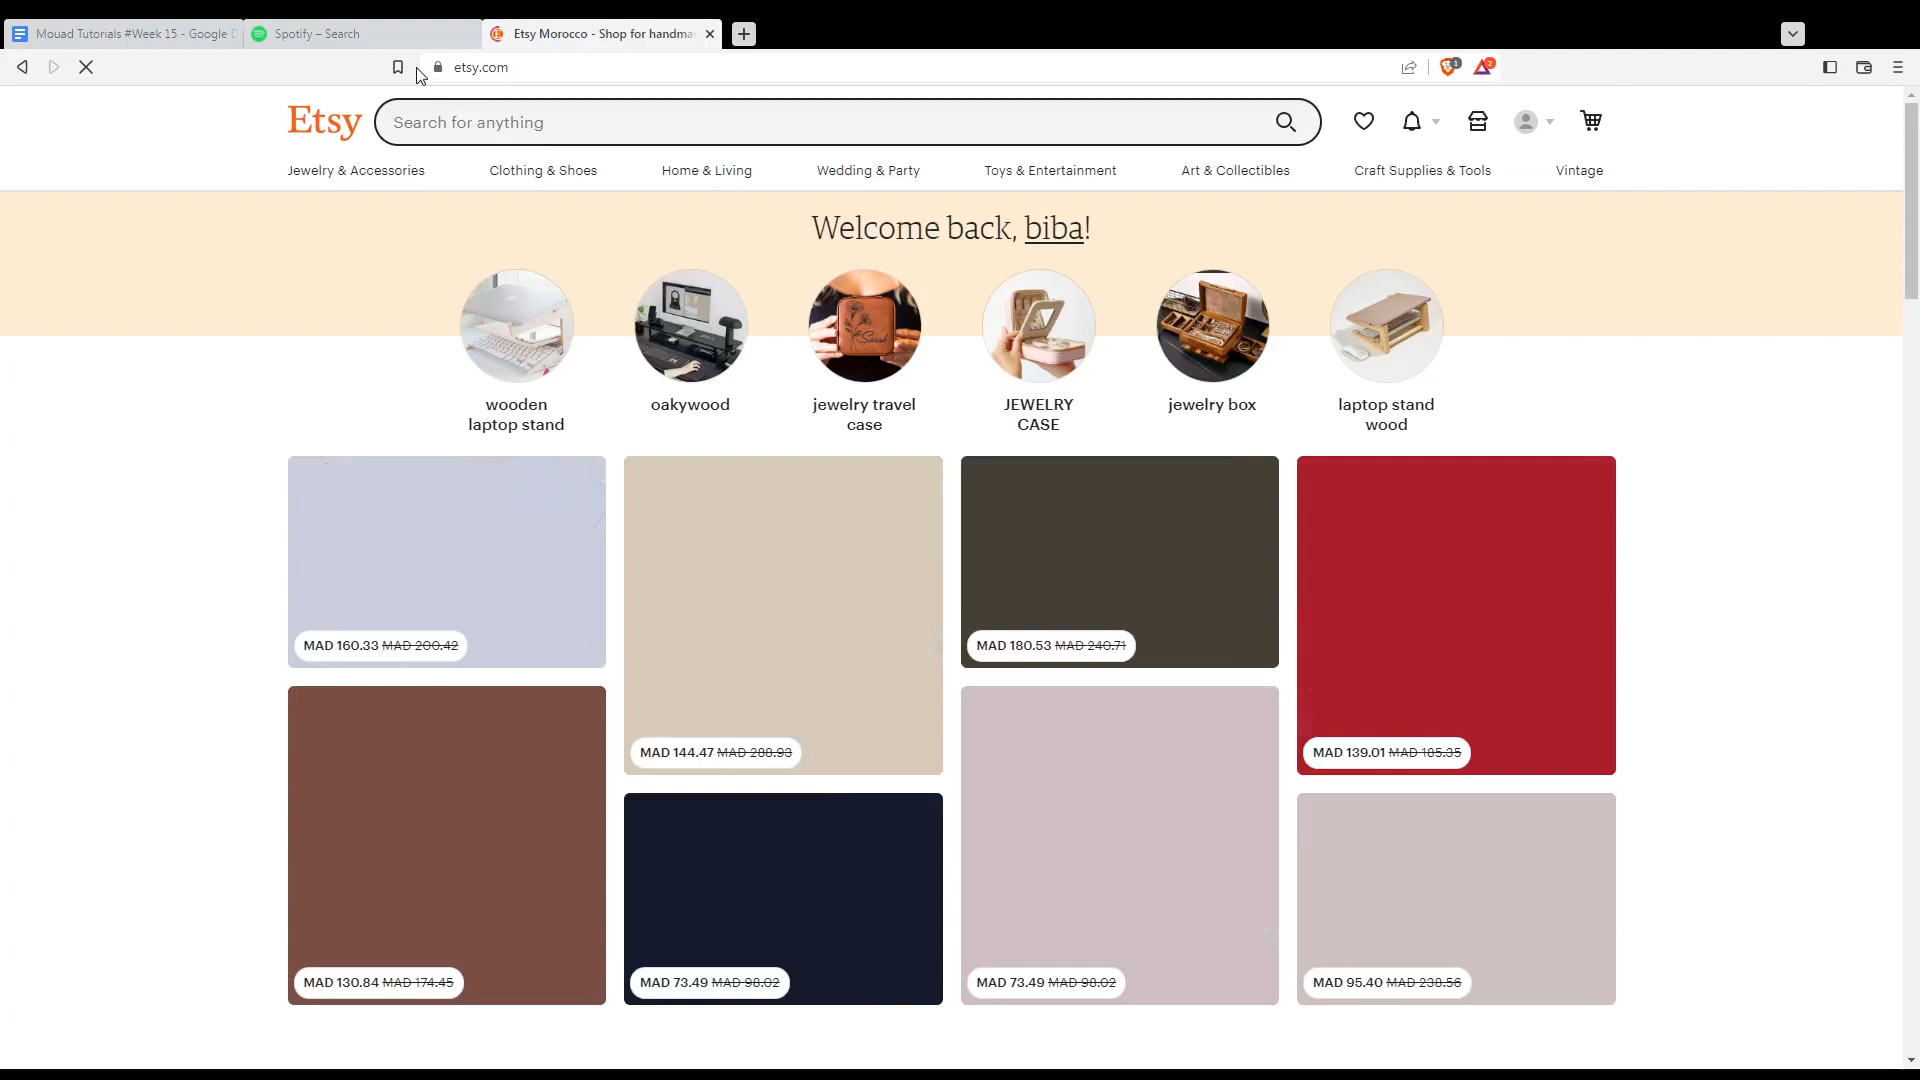 Mouad Tutorials #Week 15 - Google D
Spotify – Search
Etsy Morocco - Shop for handma
etsy.com
1
2
Etsy
Search for anything
Jewelry & Accessories
Clothing & Shoes
Home & Living
Wedding & Party
Toys & Entertainment
Art & Collectibles
Craft Supplies & Tools
Vintage
Welcome back, biba!
Sarah
wooden
laptop stand
oakywood
jewelry travel
case
JEWELRY
CASE
jewelry box
laptop stand
wood
MAD 160.33 MAD 200.42
MAD 144.47 MAD 288.93
MAD 180.53 MAD 240.71
MAD 139.01 MAD 185.35
MAD 130.84 MAD 174.45
MAD 73.49 MAD 98.02
MAD 73.49 MAD 98.02
MAD 95.40 MAD 238.56